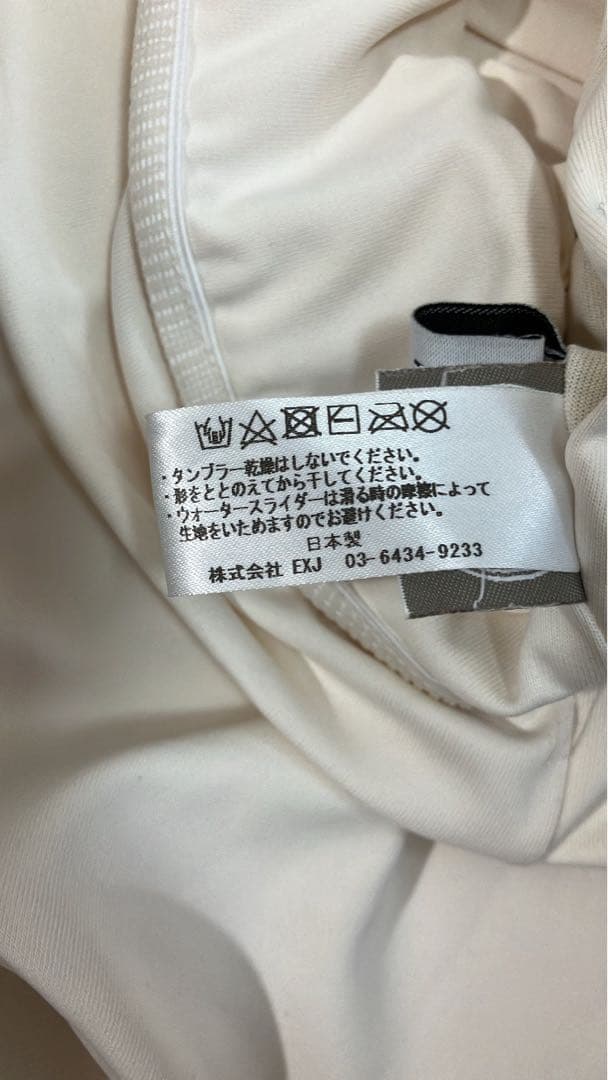 ・タンブラー乾燥はしないでください。
・形をととのえてから干してください。
・ウォータースライダーは滑る時の摩擦によって
生地をいためますのでお避けください。
日本製
株式会社 EXJ 03-6434-9233